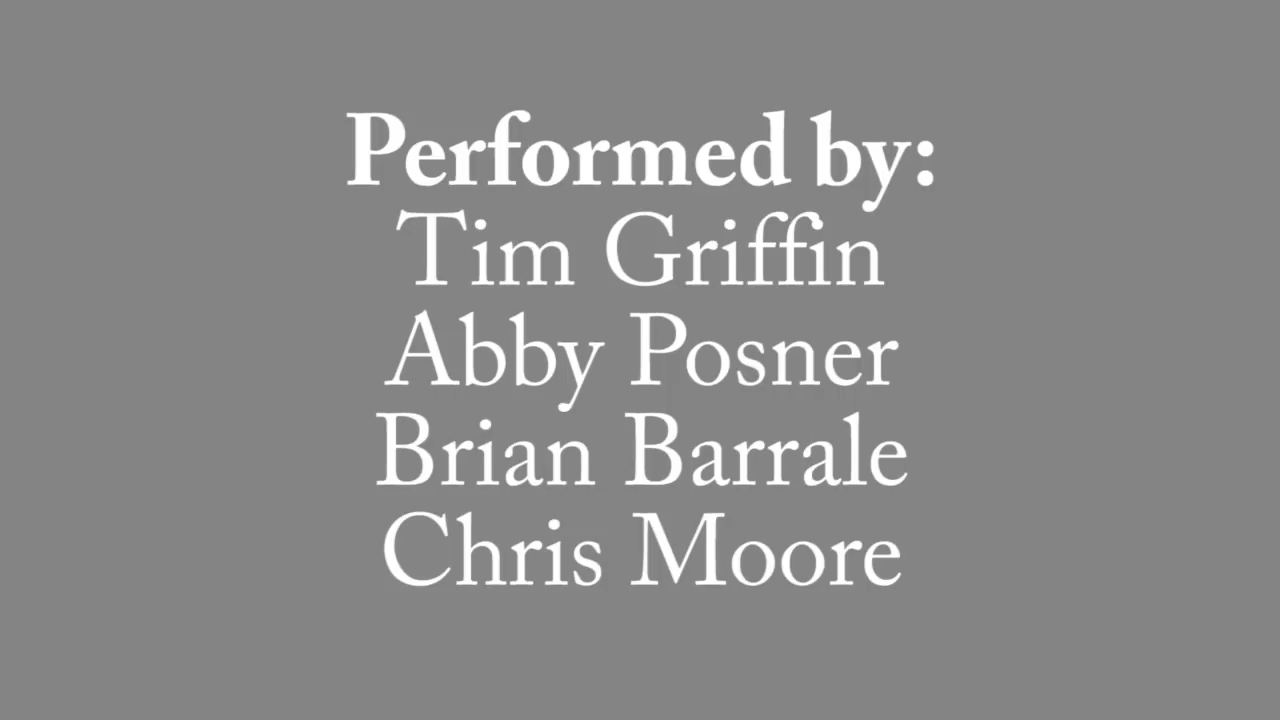 Performed by:
Tim Griffin
Abby Posner
Brian Barrale
Chris Moore